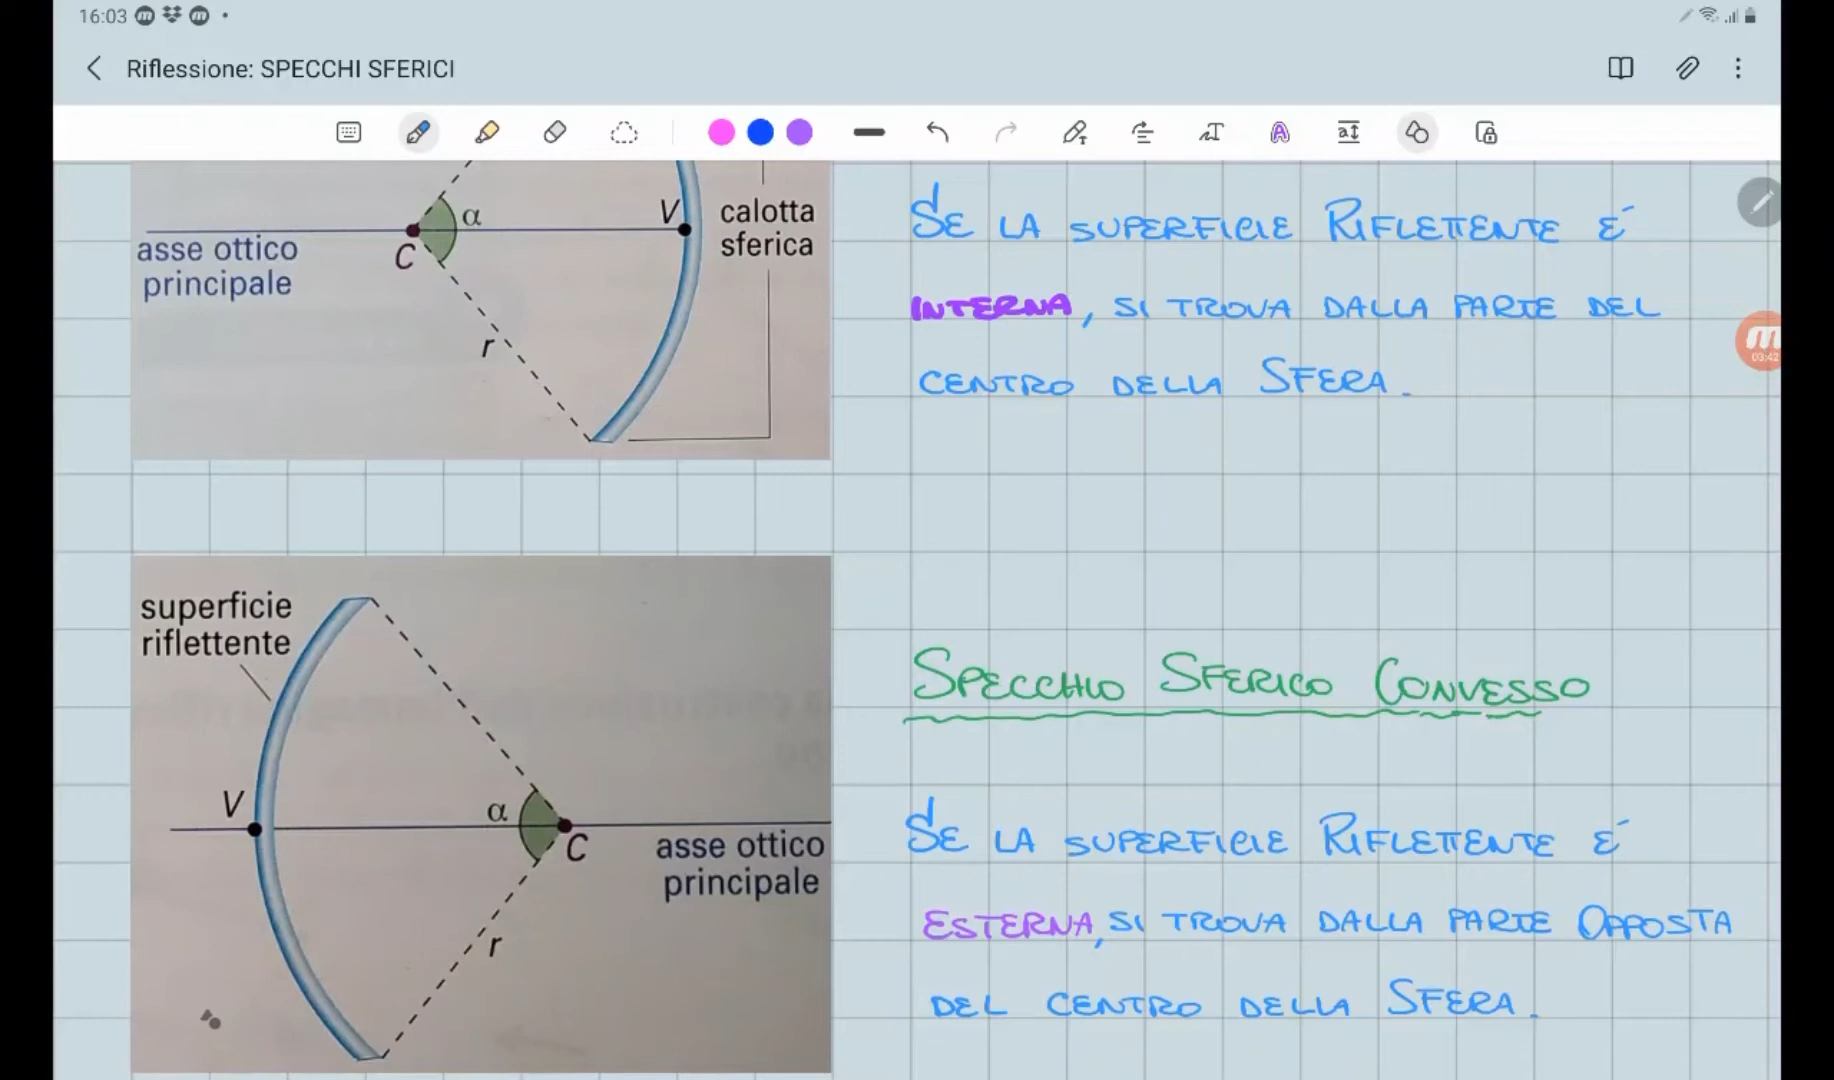 16:03
Riflessione: SPECCHI SFERICI
α
V
calotta
sferica
asse ottico
principale
C
r
SE LA SUPERFICIE RIFLETTENTE É
INTERNA, SI TROVA DALLA PARTE DEL
CENTRO DELLA SFERA.
03:42
superficie
riflettente
V
α
C
asse ottico
principale
r
SPECCHIO SFERICO CONVESSO
SE LA SUPERFICIE RIFLETTENTE É
ESTERNA, SI TROVA DALLA PARTE OPPOSTA
DEL CENTRO DELLA SFERA.